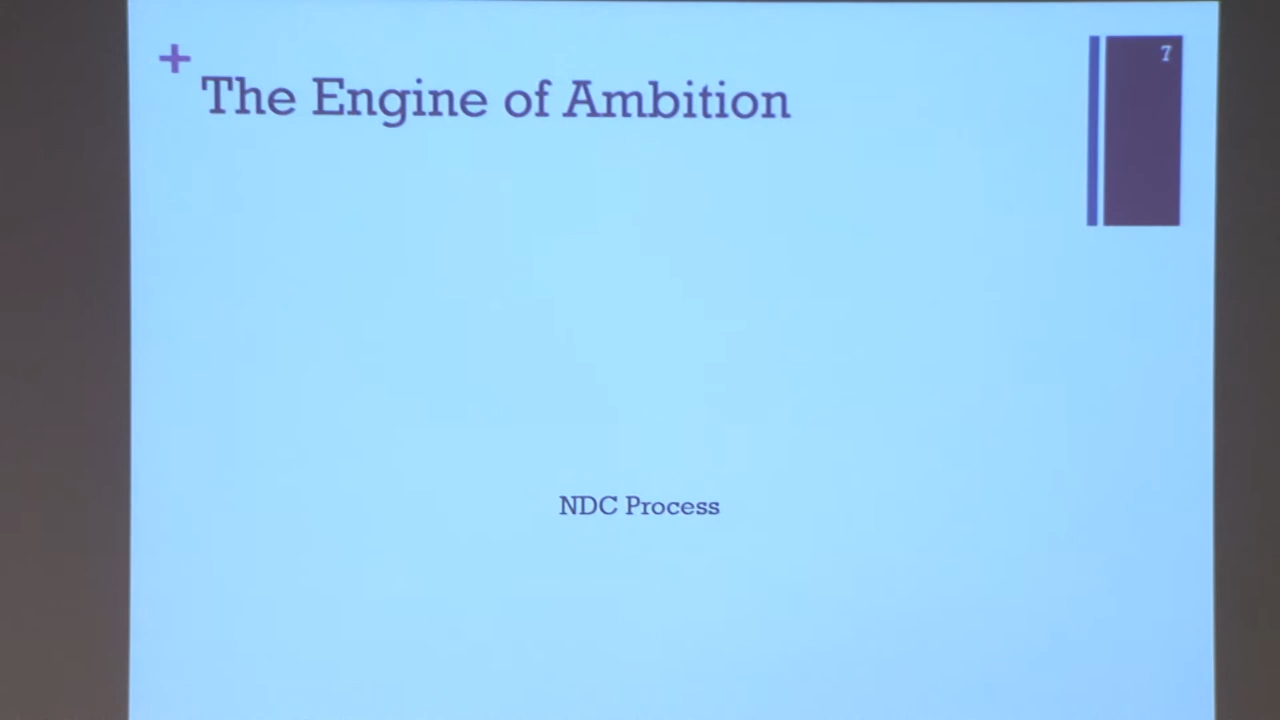 +
The Engine of Ambition
7
NDC Process